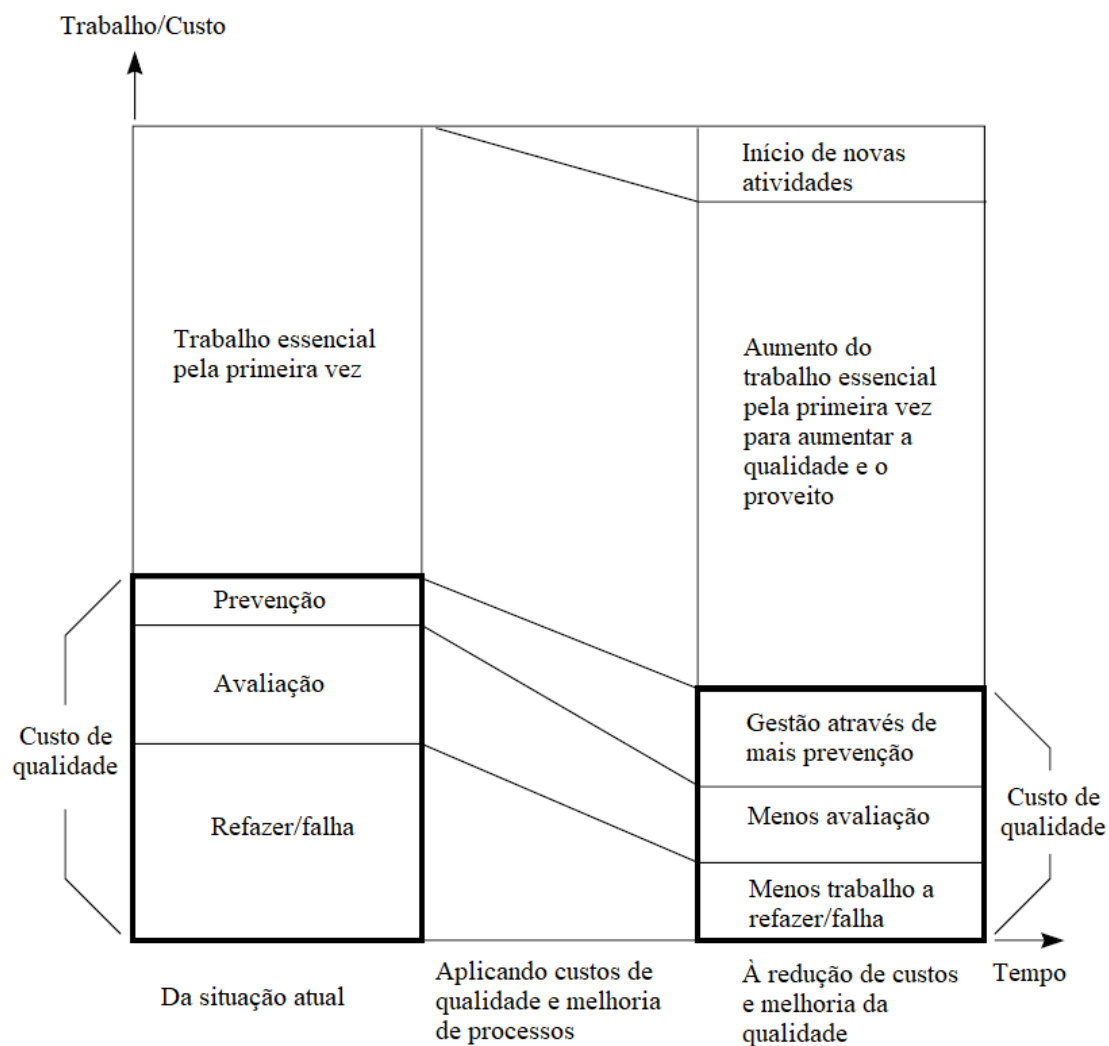 Trabalho/Custo
Início de novas
atividades
Trabalho essencial
pela primeira vez
Aumento do
trabalho essencial
pela primeira vez
para aumentar a
qualidade e o
proveito
Prevenção
Avaliação
Refazer/falha
Custo de
qualidade
Gestão através de
mais prevenção
Menos avaliação
Menos trabalho a
refazer/falha
Custo de
qualidade
Da situação atual
Aplicando custos de
qualidade e melhoria
de processos
À redução de custos
e melhoria da
qualidade
Tempo